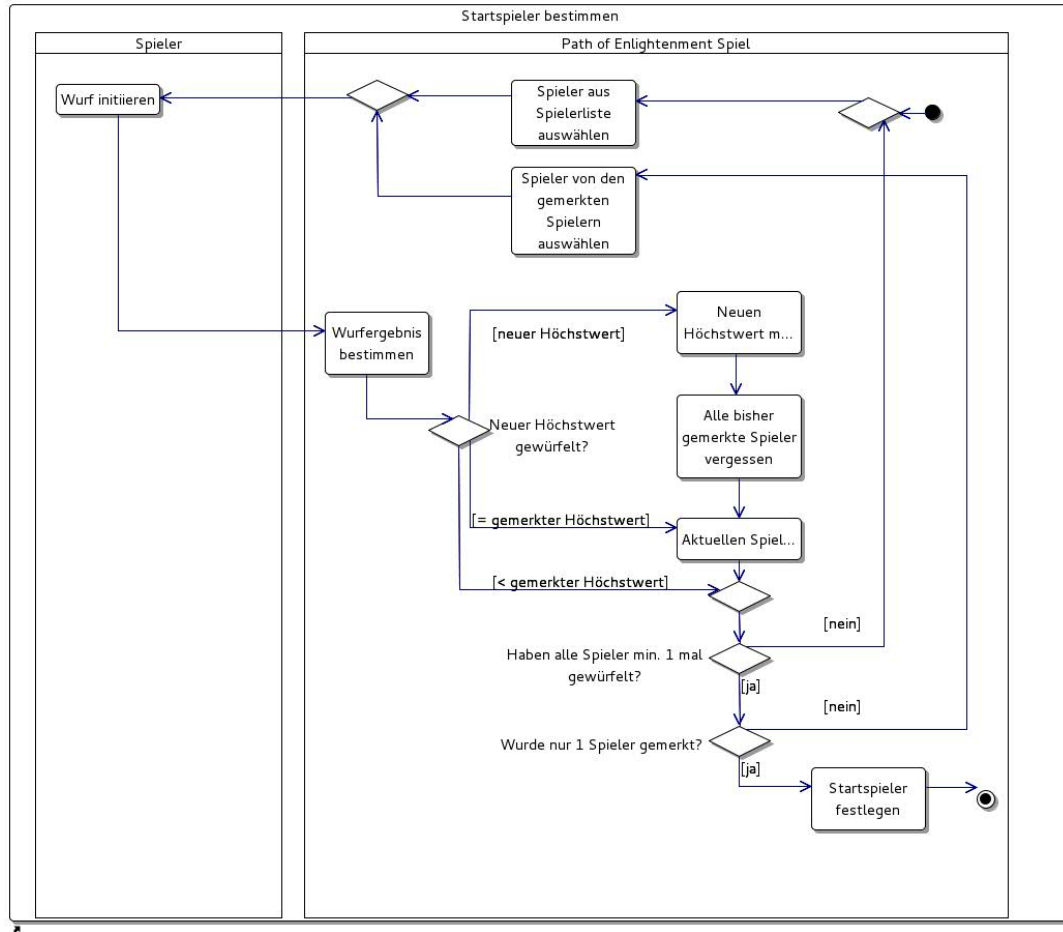 Startspieler bestimmen
Spieler
Path of Enlightenment Spiel
Wurf initiieren
Spieler aus
Spielerliste
auswählen
Spieler von den
gemerkten
Spielern
auswählen
Wurfergebnis
bestimmen
[neuer Höchstwert]
Neuen
Höchstwert m...
Neuer Höchstwert
gewürfelt?
Alle bisher
gemerkte Spieler
vergessen
[= gemerkter Höchstwert]
Aktuellen Spiel...
[< gemerkter Höchstwert]
[nein]
Haben alle Spieler min. 1 mal
gewürfelt?
[ja]
[nein]
Wurde nur 1 Spieler gemerkt?
[ja]
Startspieler
festlegen